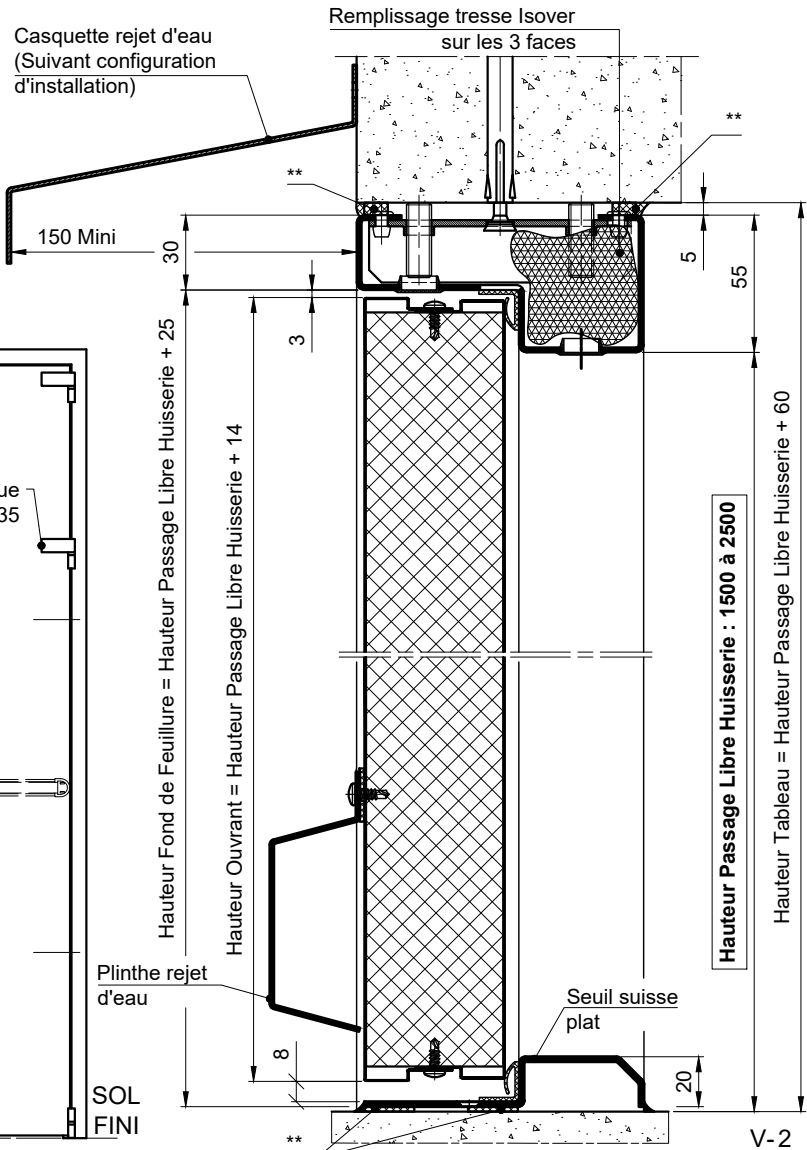 Remplissage tresse Isover
sur les 3 faces
Casquette rejet d'eau
(Suivant configuration
d'installation)
**
**
150 Mini
30
5
55
3
Hauteur Fond de Feuillure = Hauteur Passage Libre Huisserie + 25
Hauteur Ouvrant = Hauteur Passage Libre Huisserie + 14
Hauteur Passage Libre Huisserie : 1500 à 2500
Hauteur Tableau = Hauteur Passage Libre Huisserie + 60
ue
35
Plinthe rejet
d'eau
Seuil suisse
plat
8
20
SOL
FINI
**
V-2